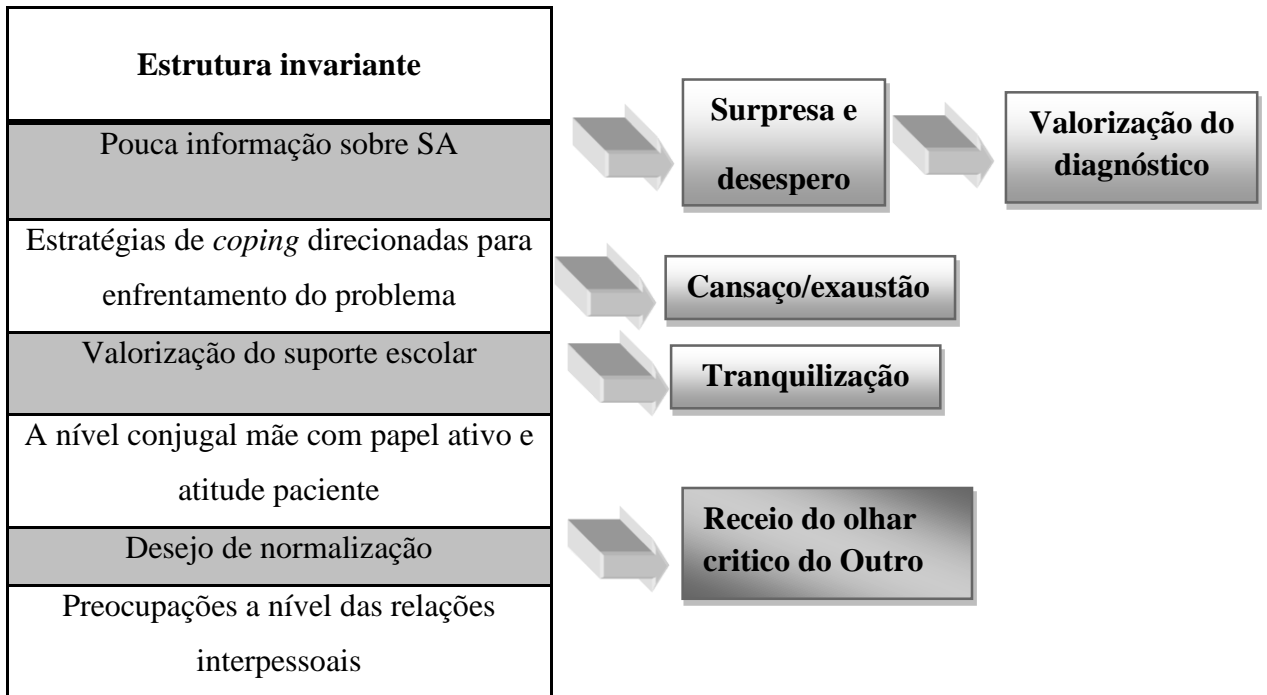 Estrutura invariante
Pouca informação sobre SA
Surpresa e
desespero
Valorização do
diagnóstico
Estratégias de coping direcionadas para
enfrentamento do problema
Cansaço/exaustão
Valorização do suporte escolar
Tranquilização
A nível conjugal mãe com papel ativo e
atitude paciente
Desejo de normalização
Receio do olhar
critico do Outro
Preocupações a nível das relações
interpessoais